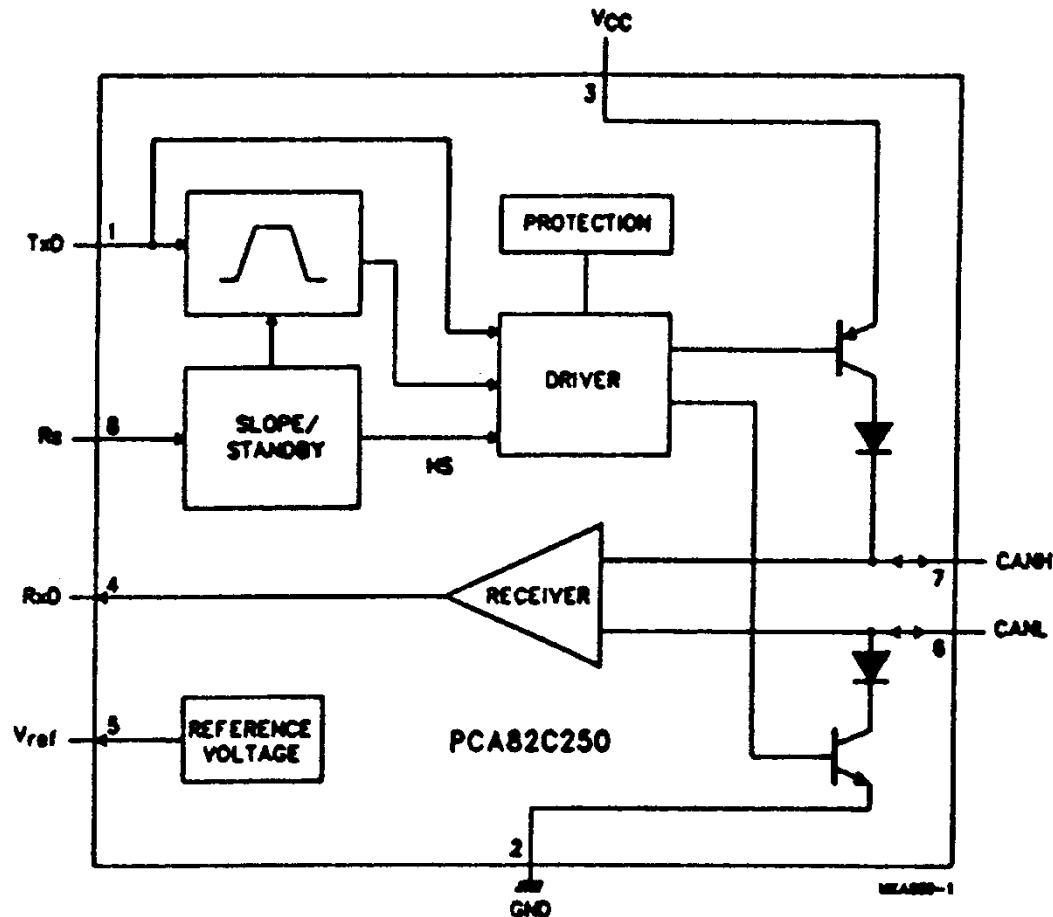 VCC
3
TxD
1
PROTECTION
DRIVER
SLOPE/
STANDBY
Rs
8
HS
RxD
4
RECEIVER
7
CANH
6
CANL
Vref
5
REFERENCE
VOLTAGE
PCA82C250
2
GND